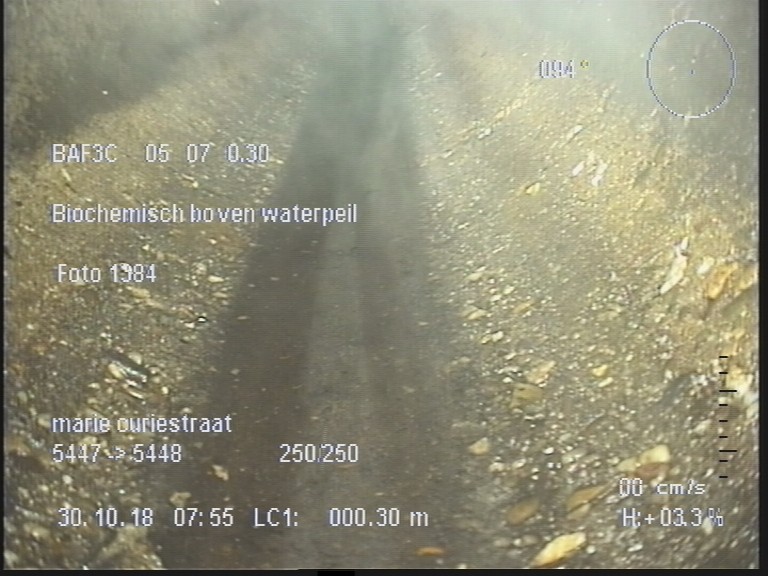 094°
BAF3C 05 07 0.30
Biochemisch boven waterpeil
Foto 1984
marie curiestraat
5447 -> 5448 250/250
00 cm/s
30.10.18 07:55 LC1: 000.30 m H:+03.3%